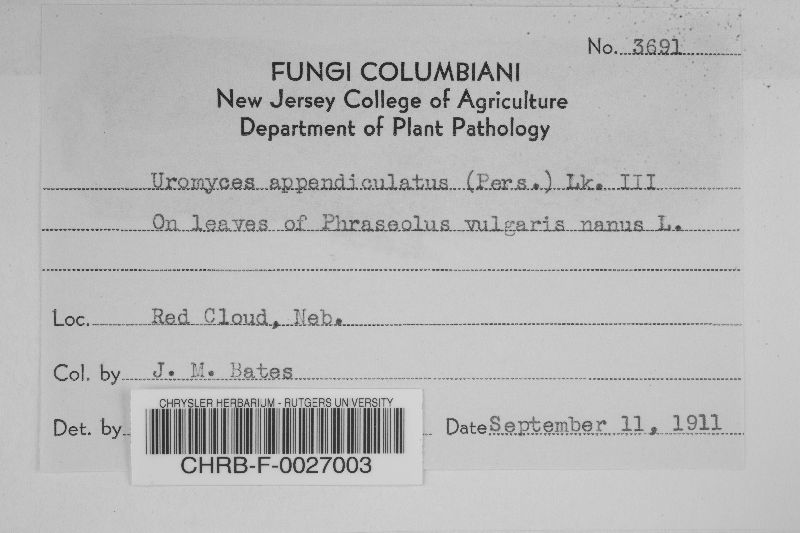 No. 3691
FUNGI COLUMBIANI
New Jersey College of Agriculture
Department of Plant Pathology
Uromyces appendiculatus (Pers.) Lk. III
On leaves of Phraseolus vulgaris nanus L.
Loc. Red Cloud, Neb.
Col. by J. M. Bates
Det. by
Date September 11, 1911
CHRYSLER HERBARIUM - RUTGERS UNIVERSITY
CHRB-F-0027003